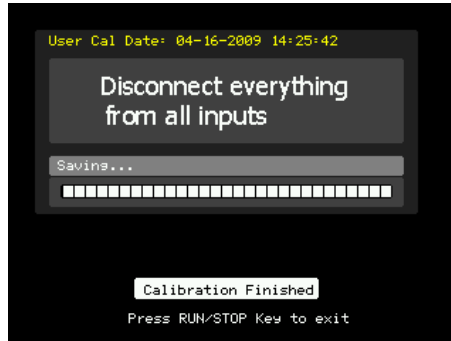 User Cal Date: 04-16-2009 14:25:42
Disconnect everything
from all inputs
Saving...
Calibration Finished
Press RUN/STOP Key to exit